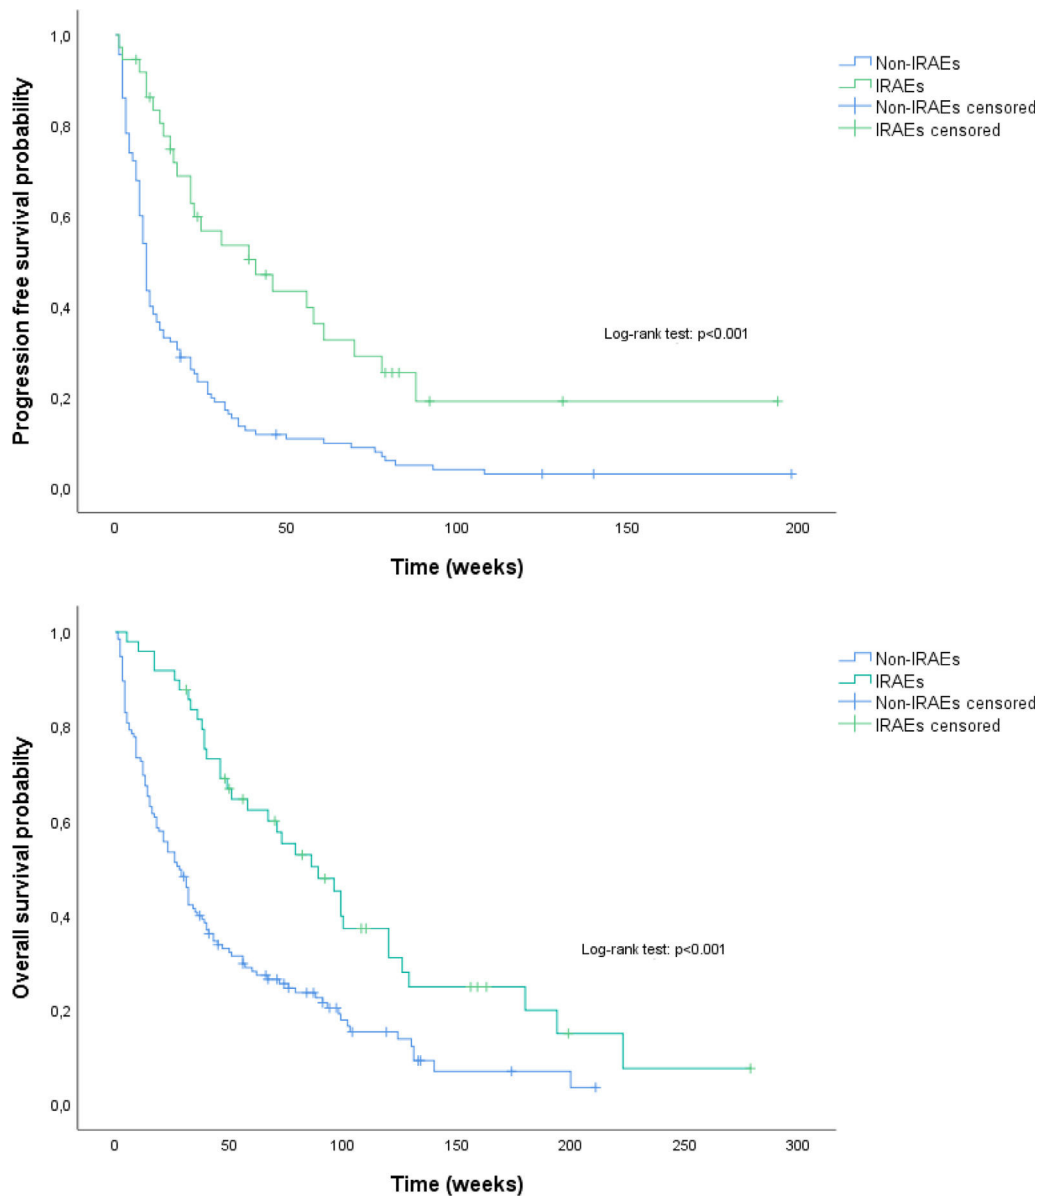 Progression free survival probability
1,0
0,8
0,6
0,4
0,2
0,0
Non-IRAEs
IRAEs
Non-IRAEs censored
IRAEs censored
Log-rank test: p<0.001
0
50
100
150
200
Time (weeks)
Overall survival probabilty
1,0
0,8
0,6
0,4
0,2
0,0
Non-IRAEs
IRAEs
Non-IRAEs censored
IRAEs censored
Log-rank test: p<0.001
0
50
100
150
200
250
300
Time (weeks)